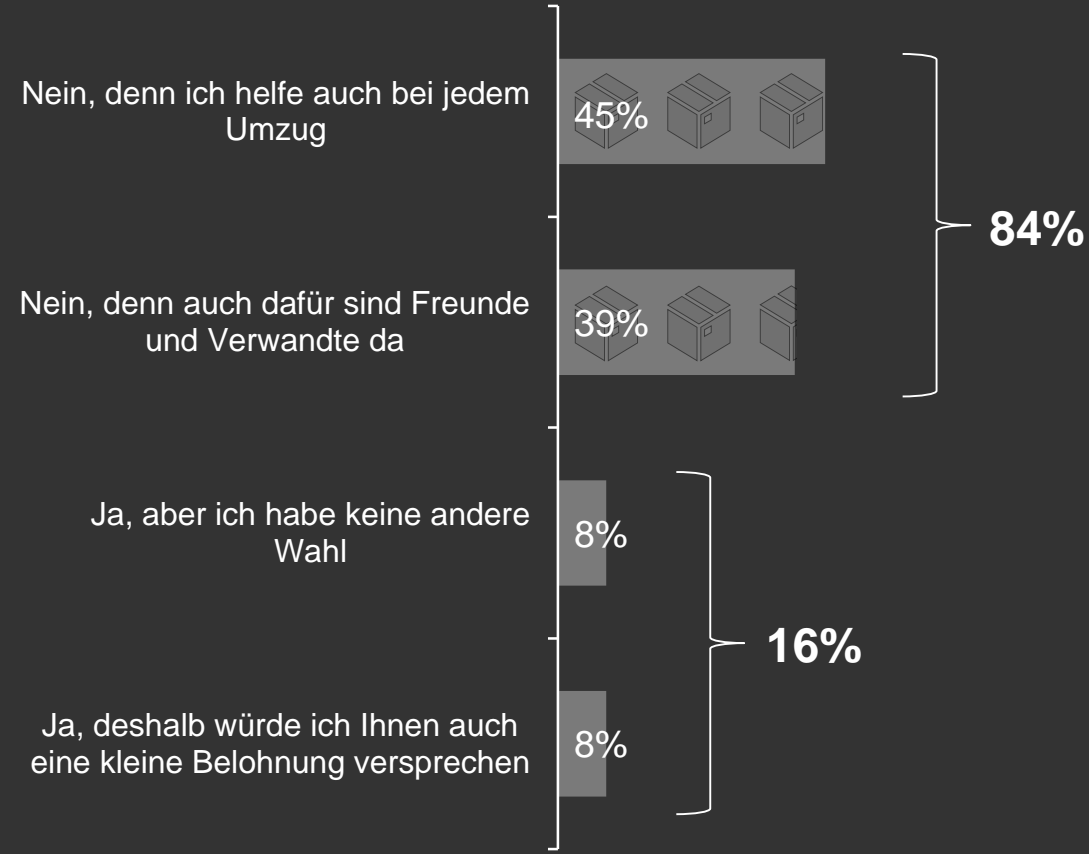 Nein, denn ich helfe auch bei jedem
Umzug
45%
84%
Nein, denn auch dafür sind Freunde
und Verwandte da
39%
Ja, aber ich habe keine andere
Wahl
8%
16%
Ja, deshalb würde ich Ihnen auch
eine kleine Belohnung versprechen
8%